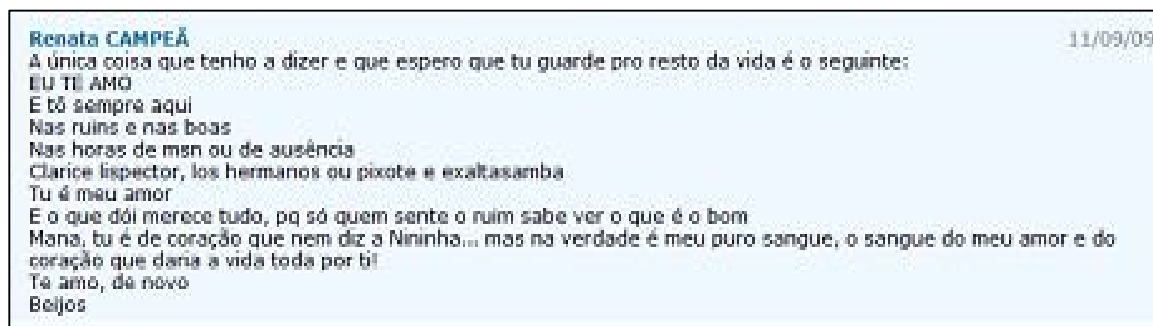 Renata CAMPEÃ 11/09/09
A única coisa que tenho a dizer e que espero que tu guarde pro resto da vida é o seguinte:
EU TE AMO
E tô sempre aqui
Nas ruins e nas boas
Nas horas de msn ou de ausência
Clarice lispector, los hermanos ou pixote e exaltasamba
Tu é meu amor
E o que dói merece tudo, pq só quem sente o ruim sabe ver o que é o bom
Mana, tu é de coração que nem diz a Nininha... mas na verdade é meu puro sangue, o sangue do meu amor e do
coração que daria a vida toda por ti!
Te amo, de novo
Beijos